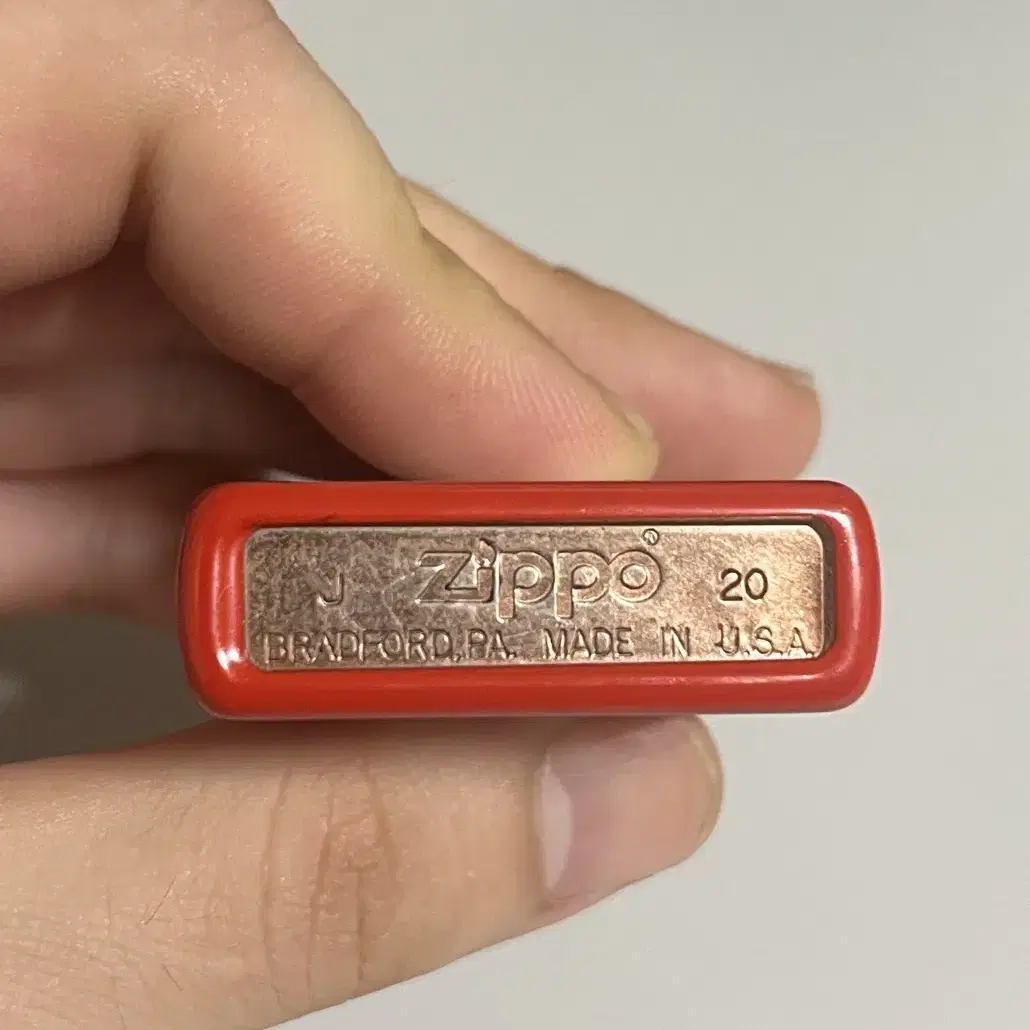 J zippo® 20
BRADFORD, PA. MADE IN U.S.A.